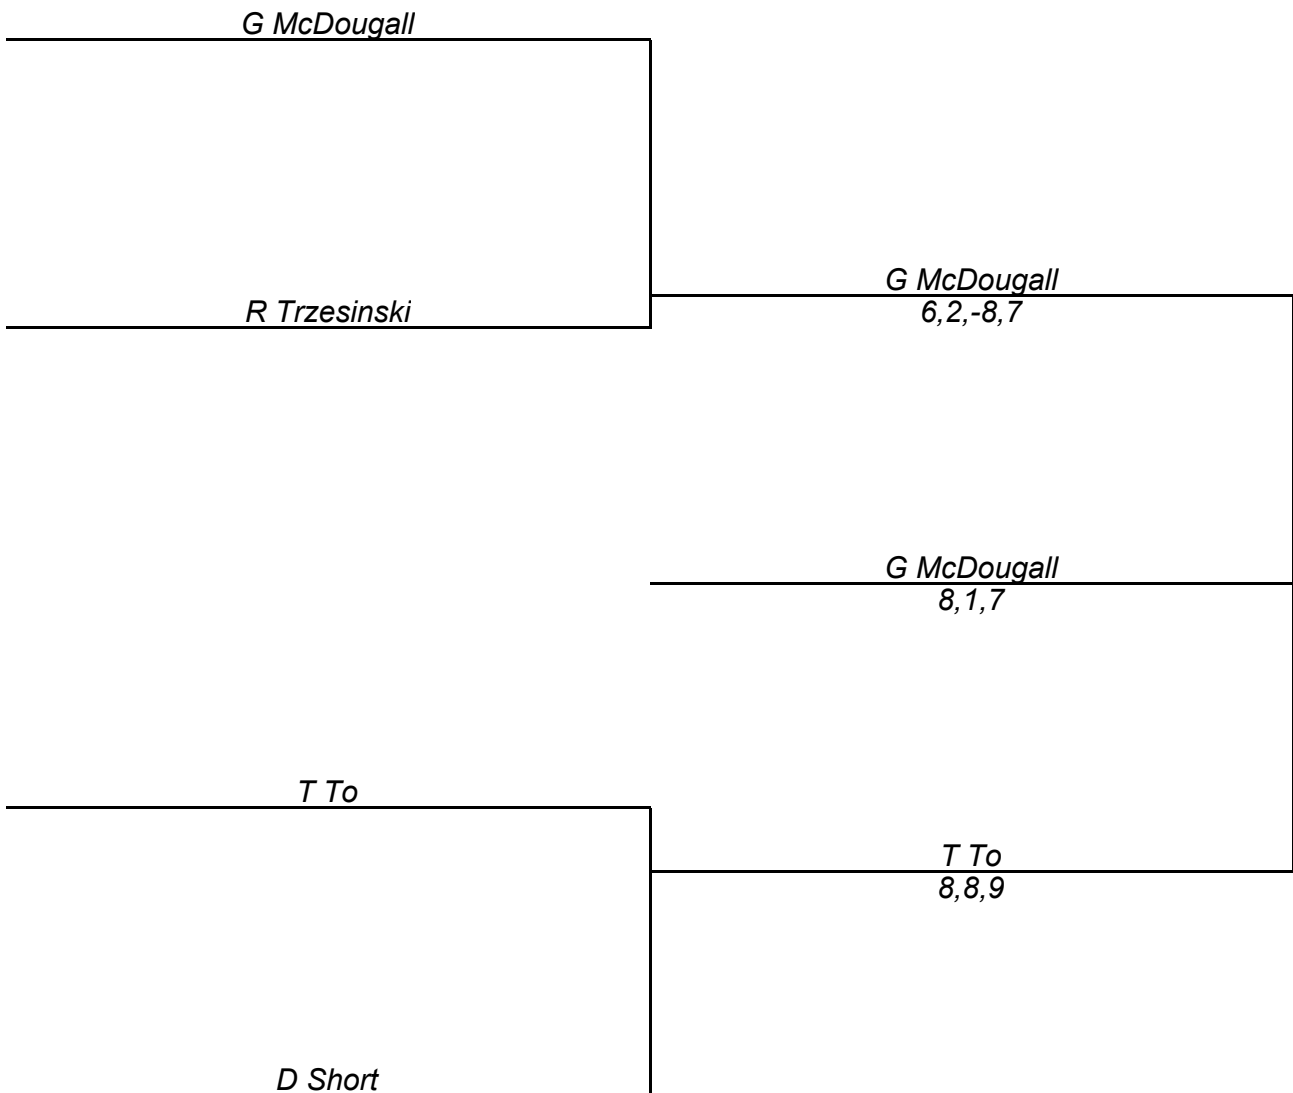 G McDougall
G McDougall
R Trzesinski
6,2,-8,7
G McDougall
8,1,7
T To
T To
8,8,9
D Short